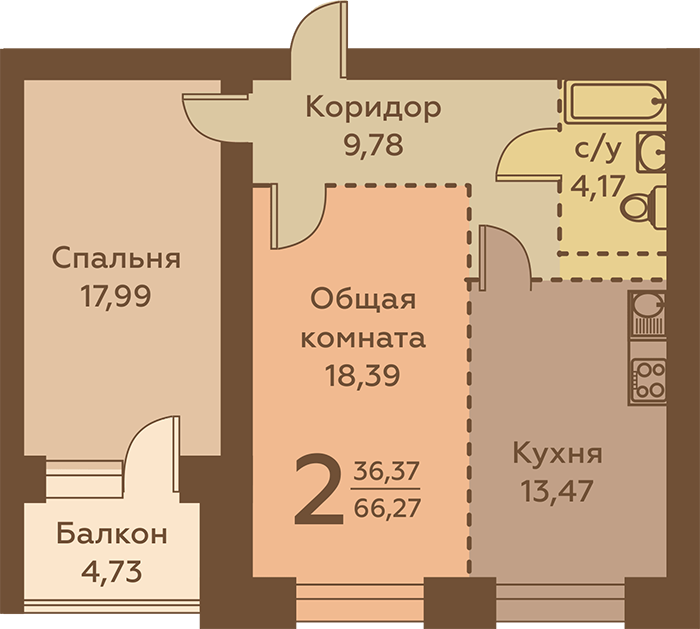 Коридор
9,78
с/у
4,17
Спальня
17,99
Общая
комната
18,39
2
36,37
66,27
Кухня
13,47
Балкон
4,73